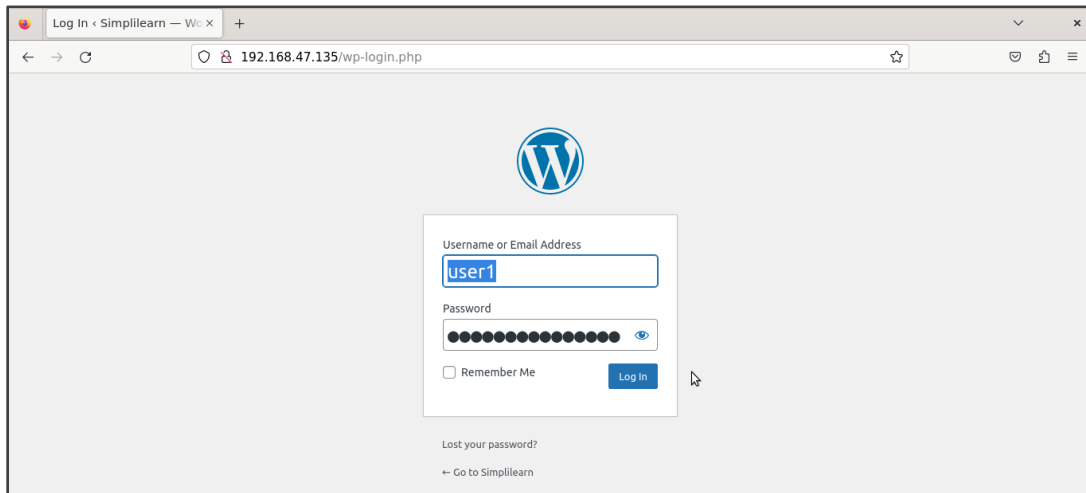 Log In ‹ Simplilearn — Wo
192.168.47.135/wp-login.php
Username or Email Address
user1
Password
Remember Me
Log In
Lost your password?
← Go to Simplilearn